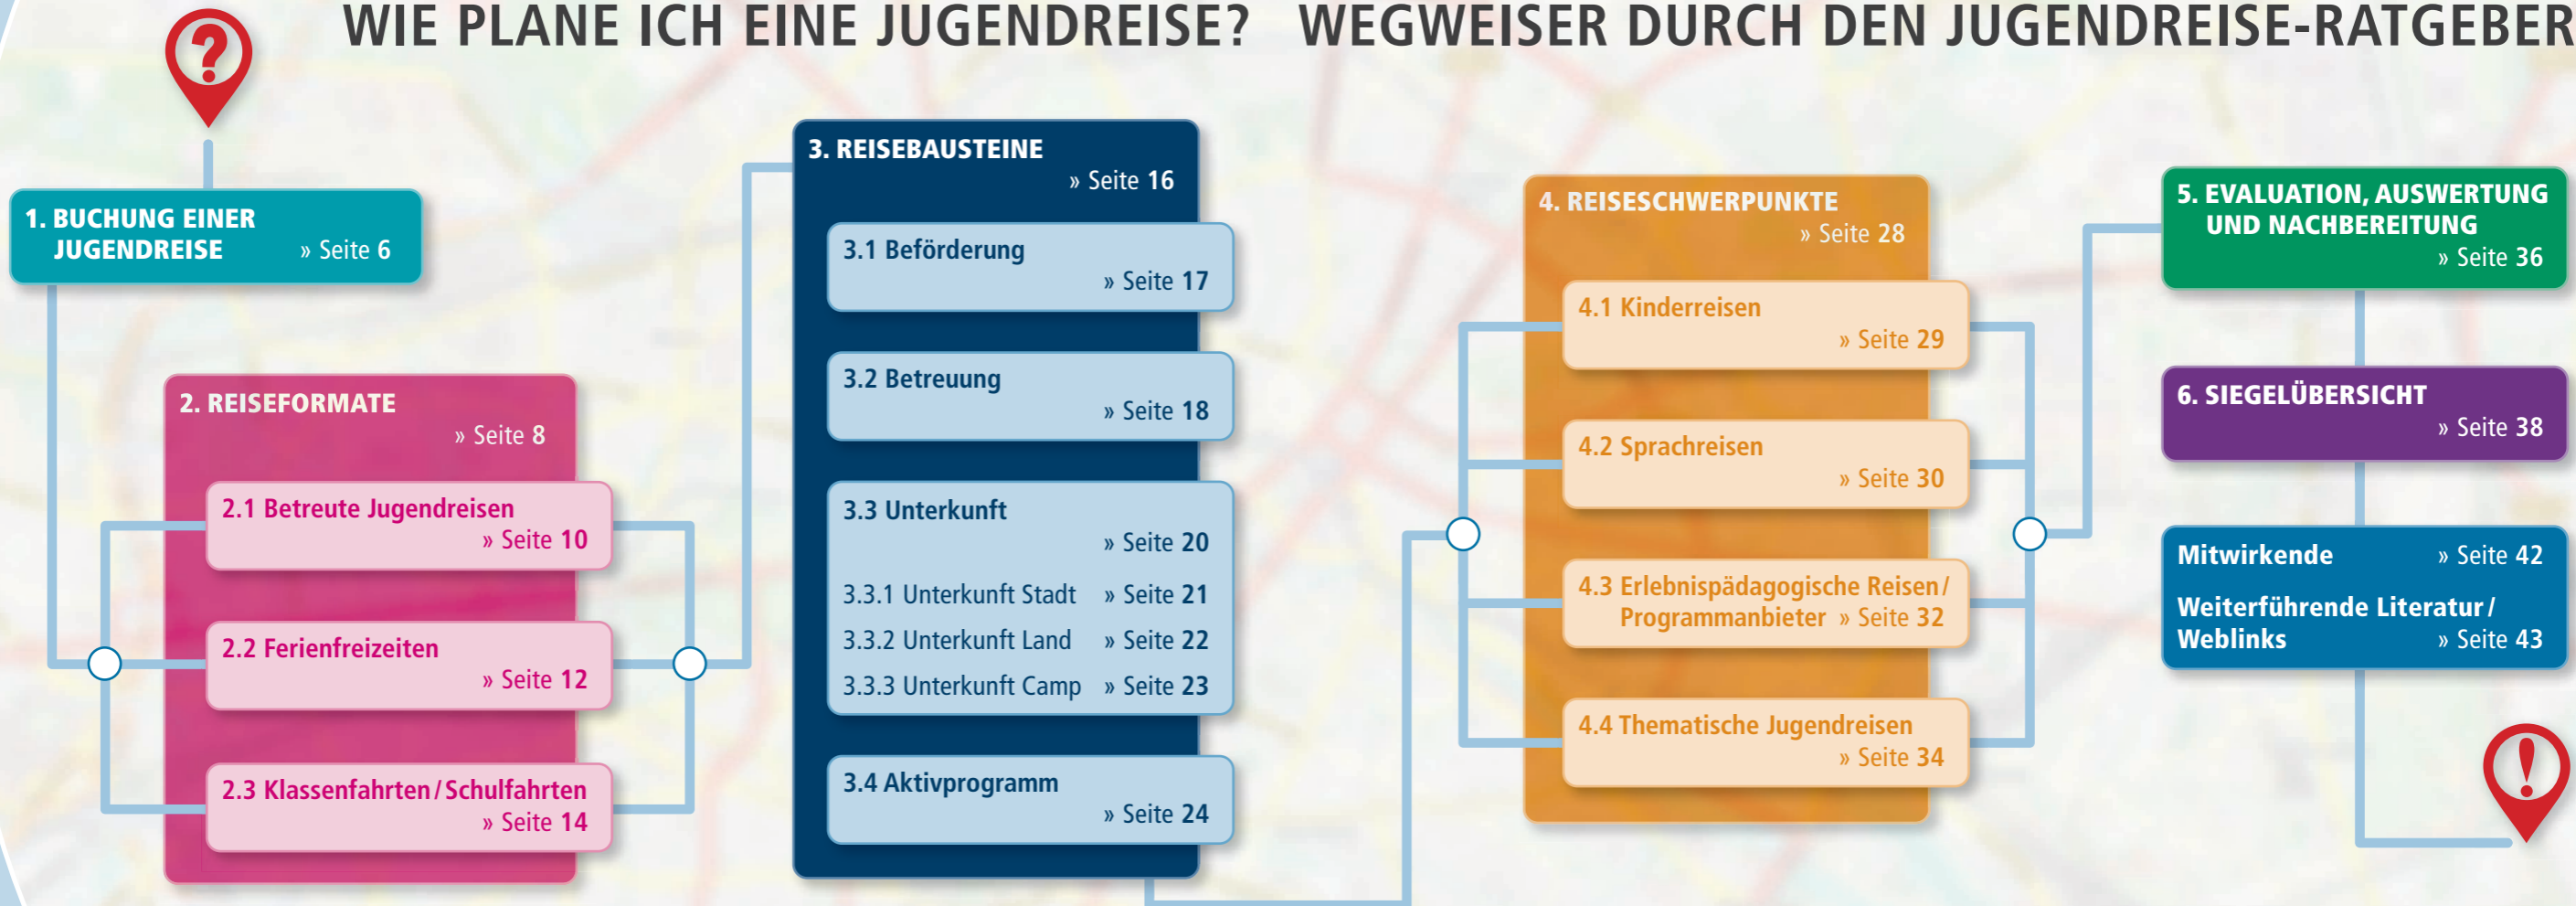 WIE PLANE ICH EINE JUGENDREISE? WEGWEISER DURCH DEN JUGENDREISE-RATGEBER
?
1. BUCHUNG EINER
JUGENDREISE » Seite 6
2. REISEFORMATE
» Seite 8
2.1 Betreute Jugendreisen
» Seite 10
2.2 Ferienfreizeiten
» Seite 12
2.3 Klassenfahrten/Schulfahrten
» Seite 14
3. REISEBAUSTEINE
» Seite 16
3.1 Beförderung
» Seite 17
3.2 Betreuung
» Seite 18
3.3 Unterkunft
» Seite 20
3.3.1 Unterkunft Stadt » Seite 21
3.3.2 Unterkunft Land » Seite 22
3.3.3 Unterkunft Camp » Seite 23
3.4 Aktivprogramm
» Seite 24
4. REISESCHWERPUNKTE
» Seite 28
4.1 Kinderreisen
» Seite 29
4.2 Sprachreisen
» Seite 30
4.3 Erlebnispädagogische Reisen/
Programmanbieter » Seite 32
4.4 Thematische Jugendreisen
» Seite 34
5. EVALUATION, AUSWERTUNG
UND NACHBEREITUNG
» Seite 36
6. SIEGELÜBERSICHT
» Seite 38
Mitwirkende » Seite 42
Weiterführende Literatur/
Weblinks » Seite 43
!